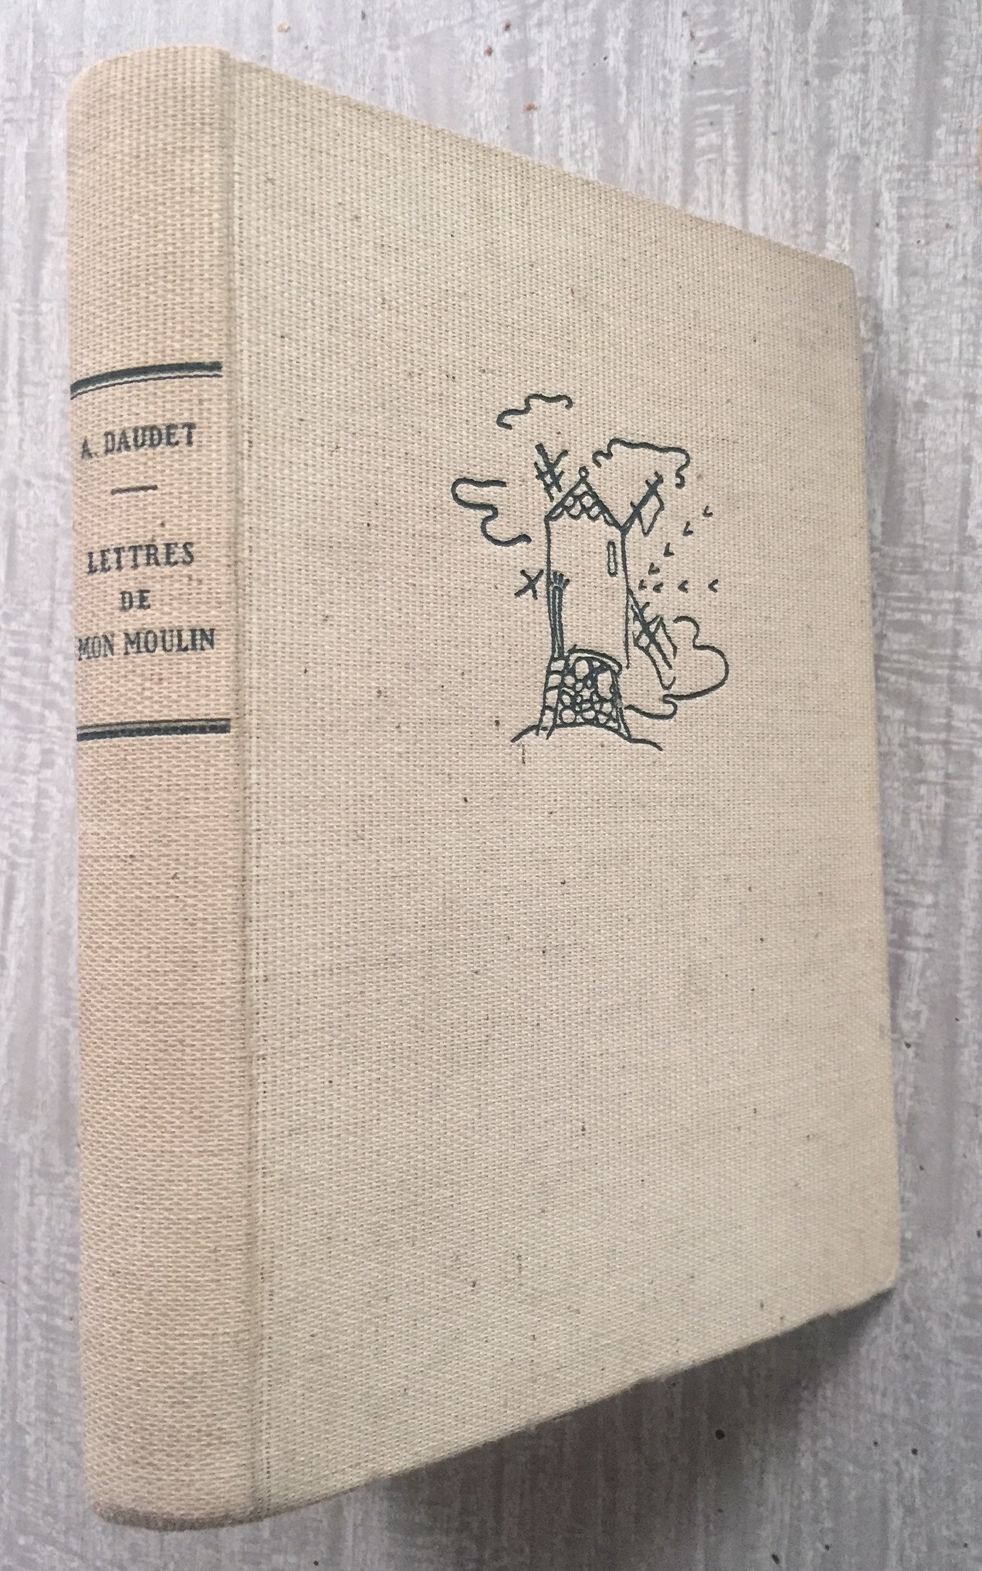 A. DAUDET
LETTRES
DE
MON MOULIN